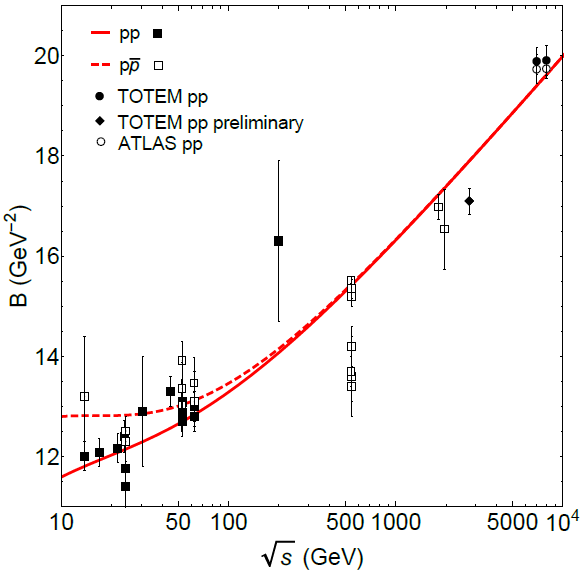 pp
pp̅
TOTEM pp
TOTEM pp preliminary
ATLAS pp
B (GeV⁻²)
20
18
16
14
12
10 50 100 500 1000 5000 10⁴
√s (GeV)